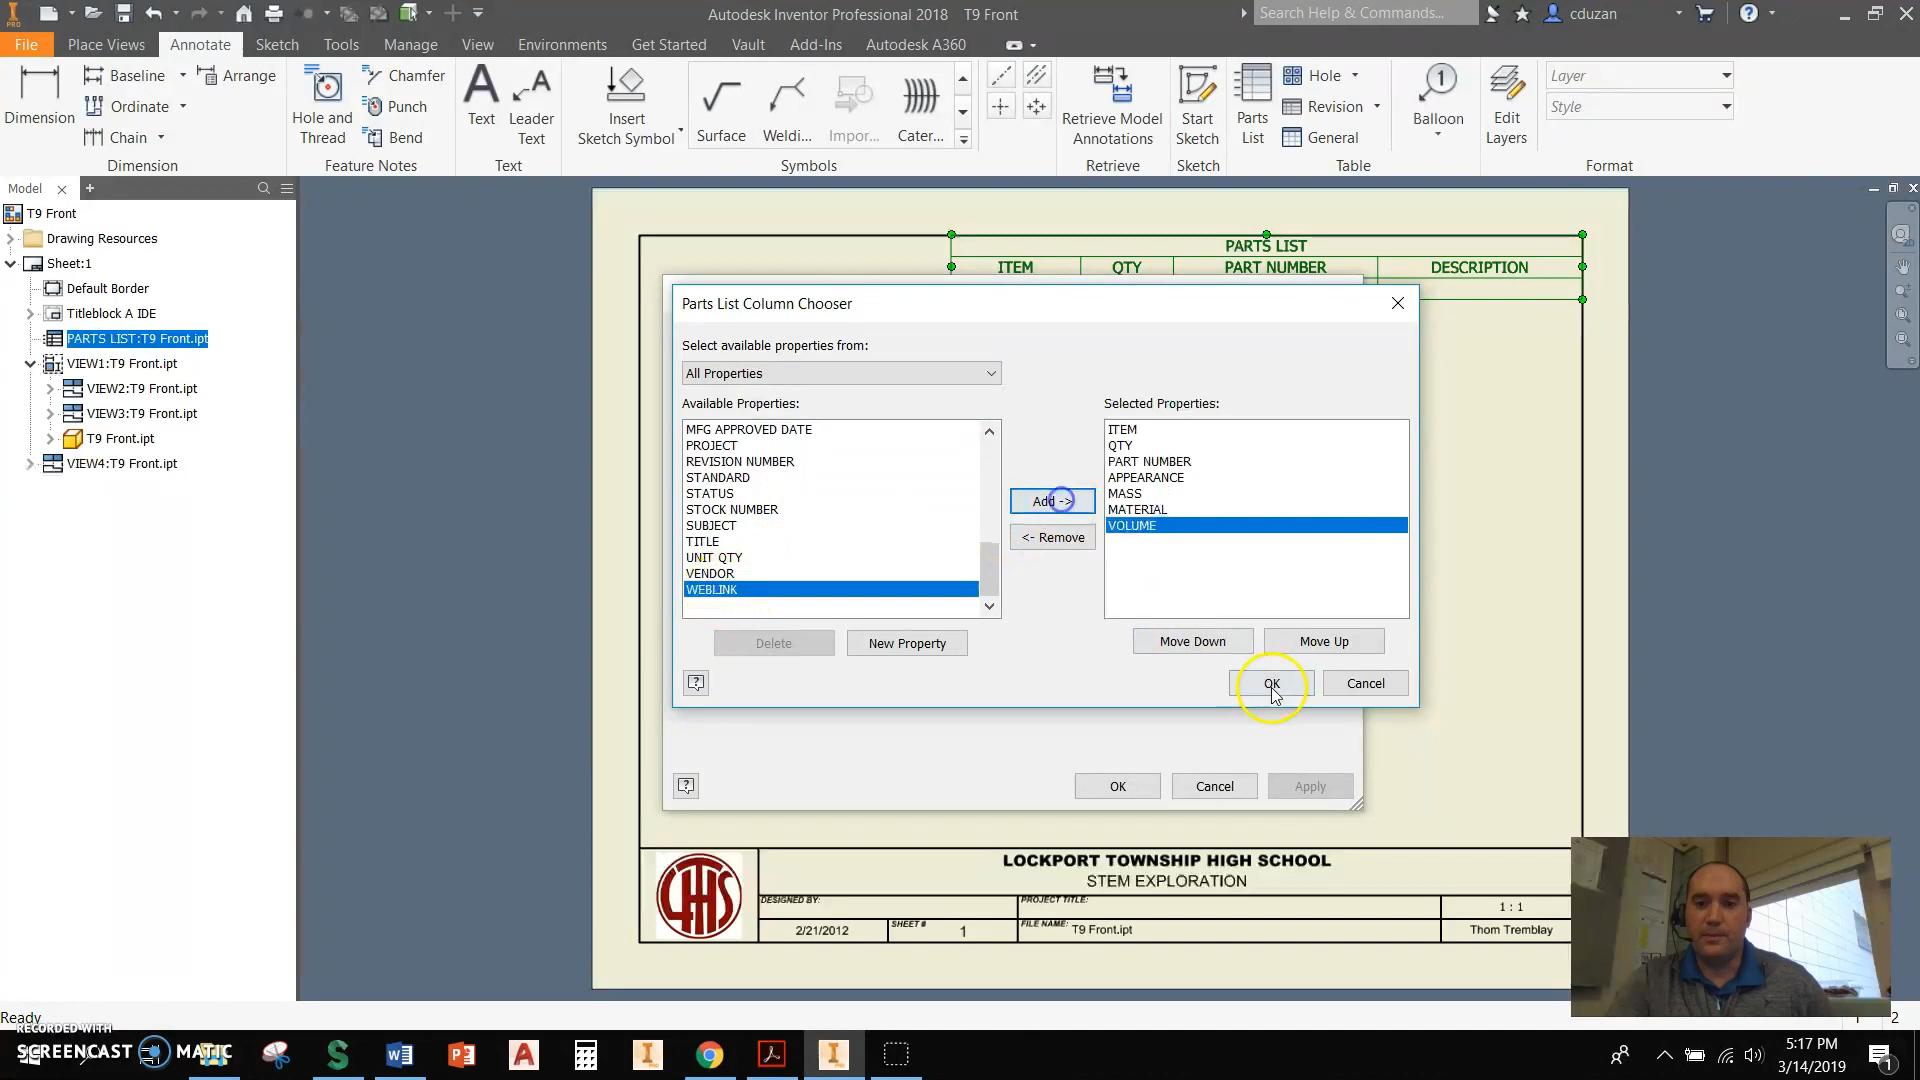 Autodesk Inventor Professional 2018 T9 Front
Search Help & Commands...
cduzan
File Place Views Annotate Sketch Tools Manage View Environments Get Started Vault Add-Ins Autodesk A360
Dimension
Baseline
Ordinate
Chain
Arrange
Dimension
Hole and
Thread
Chamfer
Punch
Bend
Feature Notes
Text
Leader
Text
Text
Insert
Sketch Symbol
Surface
Weldi...
Impor...
Cater...
Symbols
Retrieve Model
Annotations
Retrieve
Start
Sketch
Sketch
Parts
List
Hole
Revision
General
Table
Balloon
Edit
Layers
Layer
Style
Format
Model
T9 Front
Drawing Resources
Sheet:1
Default Border
Titleblock A IDE
PARTS LIST:T9 Front.ipt
VIEW1:T9 Front.ipt
VIEW2:T9 Front.ipt
VIEW3:T9 Front.ipt
T9 Front.ipt
VIEW4:T9 Front.ipt
PARTS LIST
ITEM QTY PART NUMBER DESCRIPTION
Parts List Column Chooser
Select available properties from:
All Properties
Available Properties:
MFG APPROVED DATE
PROJECT
REVISION NUMBER
STANDARD
STATUS
STOCK NUMBER
SUBJECT
TITLE
UNIT QTY
VENDOR
WEBLINK
Add ->
<- Remove
Selected Properties:
ITEM
QTY
PART NUMBER
APPEARANCE
MASS
MATERIAL
VOLUME
Delete
New Property
Move Down
Move Up
OK
Cancel
OK
Cancel
Apply
LOCKPORT TOWNSHIP HIGH SCHOOL
STEM EXPLORATION
DESIGNED BY:
PROJECT TITLE:
1 : 1
2/21/2012
SHEET #
1
FILE NAME: T9 Front.ipt
Thom Tremblay
Ready
1 2
RECORDED WITH
SCREENCAST MATIC
5:17 PM
3/14/2019
1